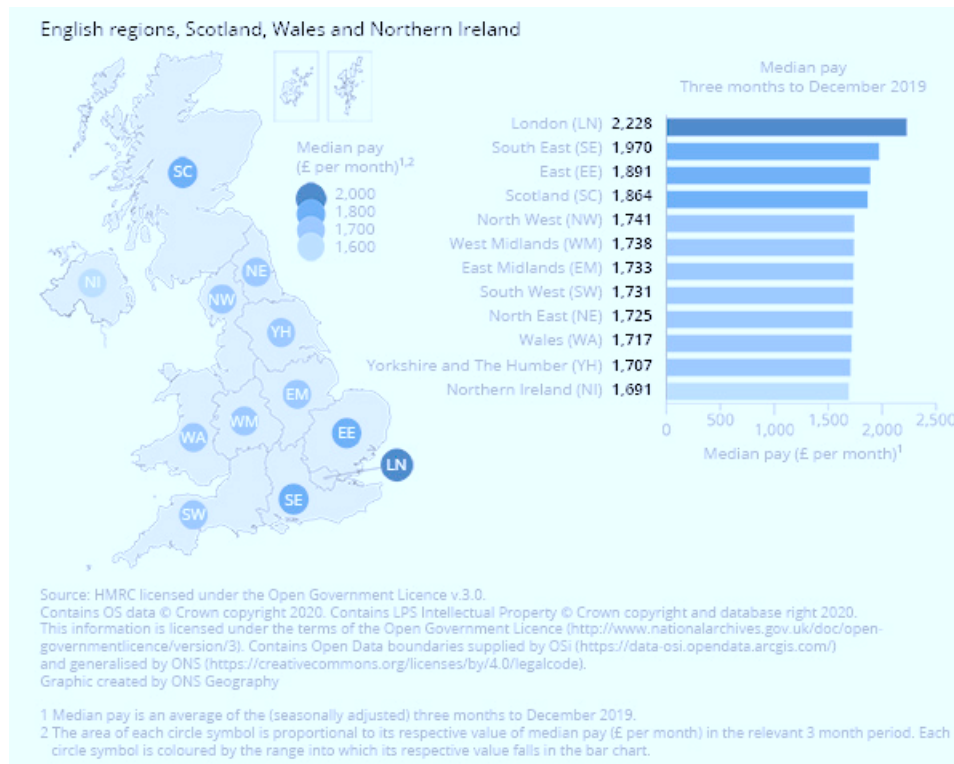 English regions, Scotland, Wales and Northern Ireland
Median pay
Three months to December 2019
Median pay
(£ per month)1,2
2,000
1,800
1,700
1,600
SC
NI
NE
NW
YH
EM
WM
WA
EE
LN
SE
SW
London (LN) 2,228
South East (SE) 1,970
East (EE) 1,891
Scotland (SC) 1,864
North West (NW) 1,741
West Midlands (WM) 1,738
East Midlands (EM) 1,733
South West (SW) 1,731
North East (NE) 1,725
Wales (WA) 1,717
Yorkshire and The Humber (YH) 1,707
Northern Ireland (NI) 1,691
0 500 1,000 1,500 2,000 2,500
Median pay (£ per month)1
Source: HMRC licensed under the Open Government Licence v.3.0.
Contains OS data © Crown copyright 2020. Contains LPS Intellectual Property © Crown copyright and database right 2020.
This information is licensed under the terms of the Open Government Licence (http://www.nationalarchives.gov.uk/doc/open-
governmentlicence/version/3). Contains Open Data boundaries supplied by OSi (https://data-osi.opendata.arcgis.com/)
and generalised by ONS (https://creativecommons.org/licenses/by/4.0/legalcode).
Graphic created by ONS Geography
1 Median pay is an average of the (seasonally adjusted) three months to December 2019.
2 The area of each circle symbol is proportional to its respective value of median pay (£ per month) in the relevant 3 month period. Each
circle symbol is coloured by the range into which its respective value falls in the bar chart.